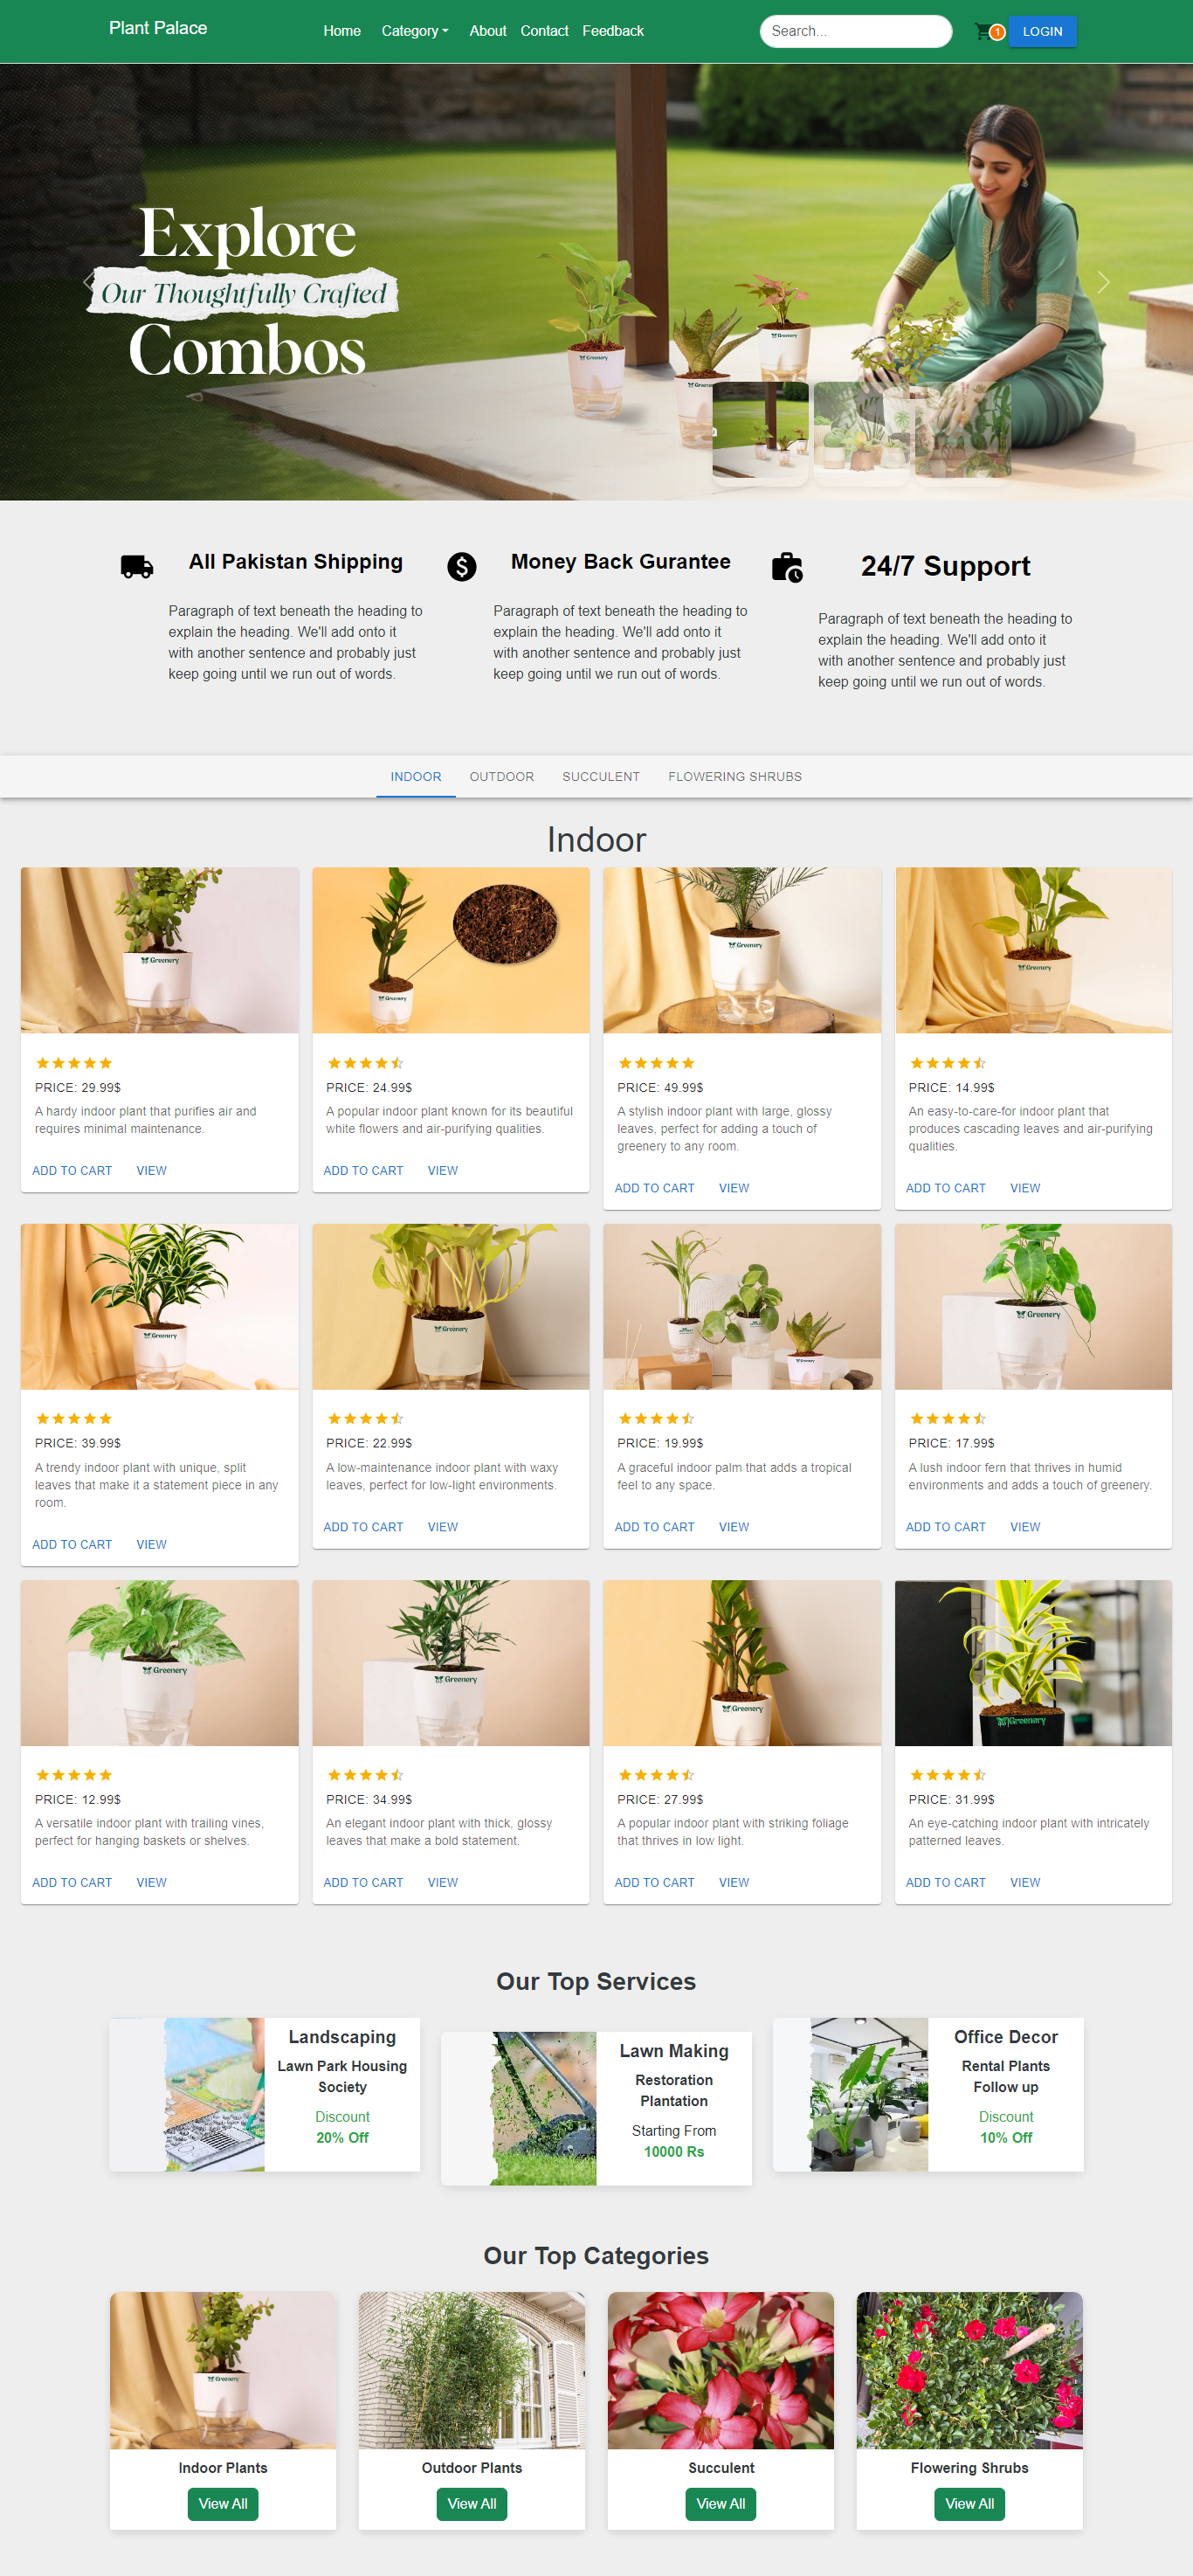 Plant Palace
Home Category About Contact Feedback
Search...
1
LOGIN
Explore
Our Thoughtfully Crafted
Combos
Greenery
Greenery
All Pakistan Shipping
Paragraph of text beneath the heading to
explain the heading. We'll add onto it
with another sentence and probably just
keep going until we run out of words.
Money Back Gurantee
Paragraph of text beneath the heading to
explain the heading. We'll add onto it
with another sentence and probably just
keep going until we run out of words.
24/7 Support
Paragraph of text beneath the heading to
explain the heading. We'll add onto it
with another sentence and probably just
keep going until we run out of words.
INDOOR OUTDOOR SUCCULENT FLOWERING SHRUBS
Indoor
Greenery
PRICE: 29.99$
A hardy indoor plant that purifies air and
requires minimal maintenance.
ADD TO CART VIEW
Greenery
PRICE: 24.99$
A popular indoor plant known for its beautiful
white flowers and air-purifying qualities.
ADD TO CART VIEW
Greenery
PRICE: 49.99$
A stylish indoor plant with large, glossy
leaves, perfect for adding a touch of
greenery to any room.
ADD TO CART VIEW
Greenery
PRICE: 14.99$
An easy-to-care-for indoor plant that
produces cascading leaves and air-purifying
qualities.
ADD TO CART VIEW
Greenery
PRICE: 39.99$
A trendy indoor plant with unique, split
leaves that make it a statement piece in any
room.
ADD TO CART VIEW
Greenery
PRICE: 22.99$
A low-maintenance indoor plant with waxy
leaves, perfect for low-light environments.
ADD TO CART VIEW
PRICE: 19.99$
A graceful indoor palm that adds a tropical
feel to any space.
ADD TO CART VIEW
Greenery
PRICE: 17.99$
A lush indoor fern that thrives in humid
environments and adds a touch of greenery.
ADD TO CART VIEW
Greenery
PRICE: 12.99$
A versatile indoor plant with trailing vines,
perfect for hanging baskets or shelves.
ADD TO CART VIEW
Greenery
PRICE: 34.99$
An elegant indoor plant with thick, glossy
leaves that make a bold statement.
ADD TO CART VIEW
Greenery
PRICE: 27.99$
A popular indoor plant with striking foliage
that thrives in low light.
ADD TO CART VIEW
Greenery
PRICE: 31.99$
An eye-catching indoor plant with intricately
patterned leaves.
ADD TO CART VIEW
Our Top Services
Landscaping
Lawn Park Housing
Society
Discount
20% Off
Lawn Making
Restoration
Plantation
Starting From
10000 Rs
Office Decor
Rental Plants
Follow up
Discount
10% Off
Our Top Categories
Greenery
Indoor Plants
View All
Outdoor Plants
View All
Succulent
View All
Flowering Shrubs
View All